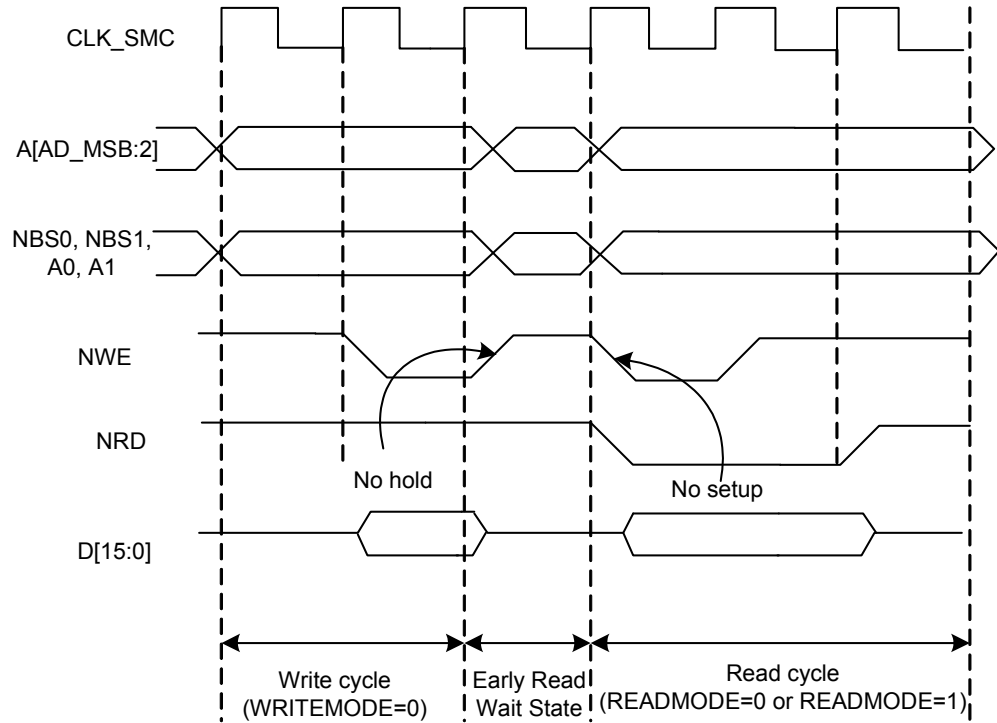 CLK_SMC
A[AD_MSB:2]
NBS0, NBS1,
A0, A1
NWE
NRD
No hold
No setup
D[15:0]
Write cycle
(WRITEMODE=0)
Early Read
Wait State
Read cycle
(READMODE=0 or READMODE=1)